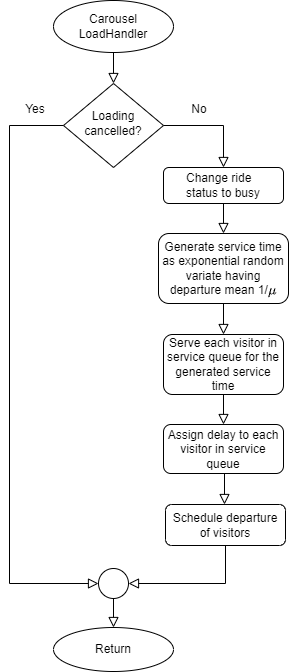 Carousel
LoadHandler
Loading
cancelled?
Yes
No
Change ride
status to busy
Generate service time
as exponential random
variate having
departure mean 1/μ
Serve each visitor in
service queue for the
generated service
time
Assign delay to each
visitor in service
queue
Schedule departure
of visitors
Return